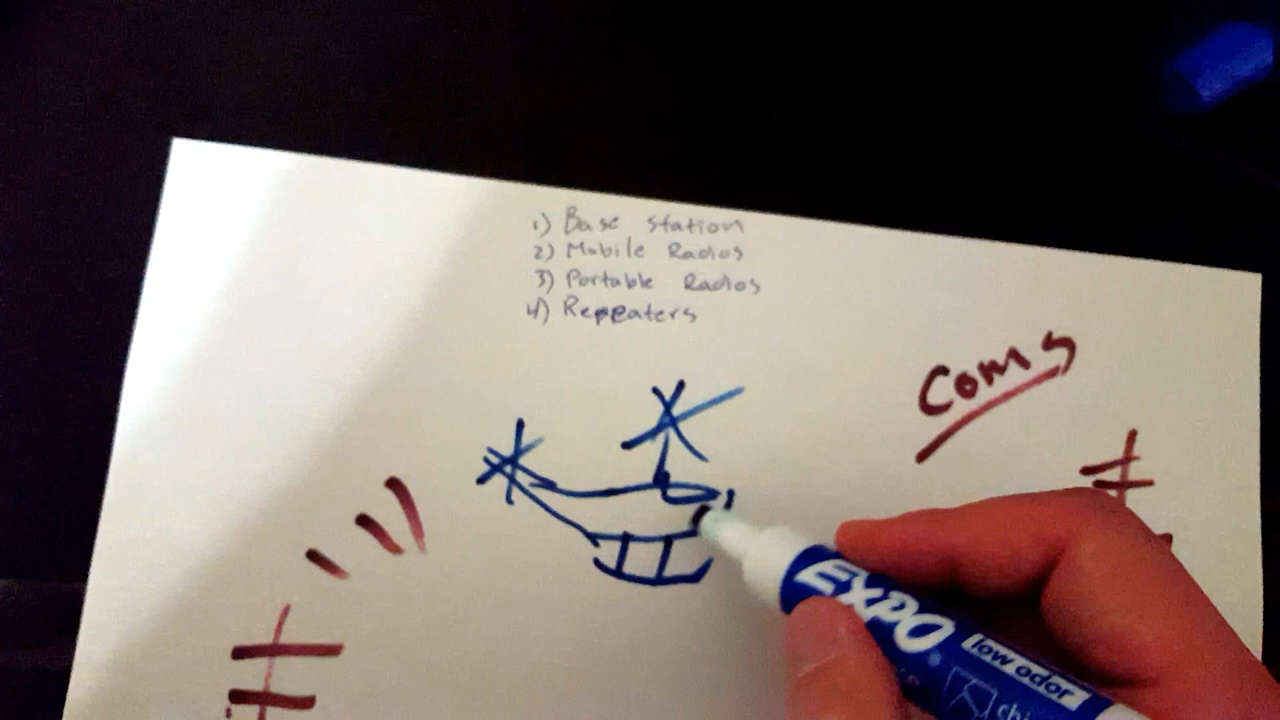 1) Base station
2) Mobile Radios
3) Portable Radios
4) Repeaters
Coms
EXPO
low odor